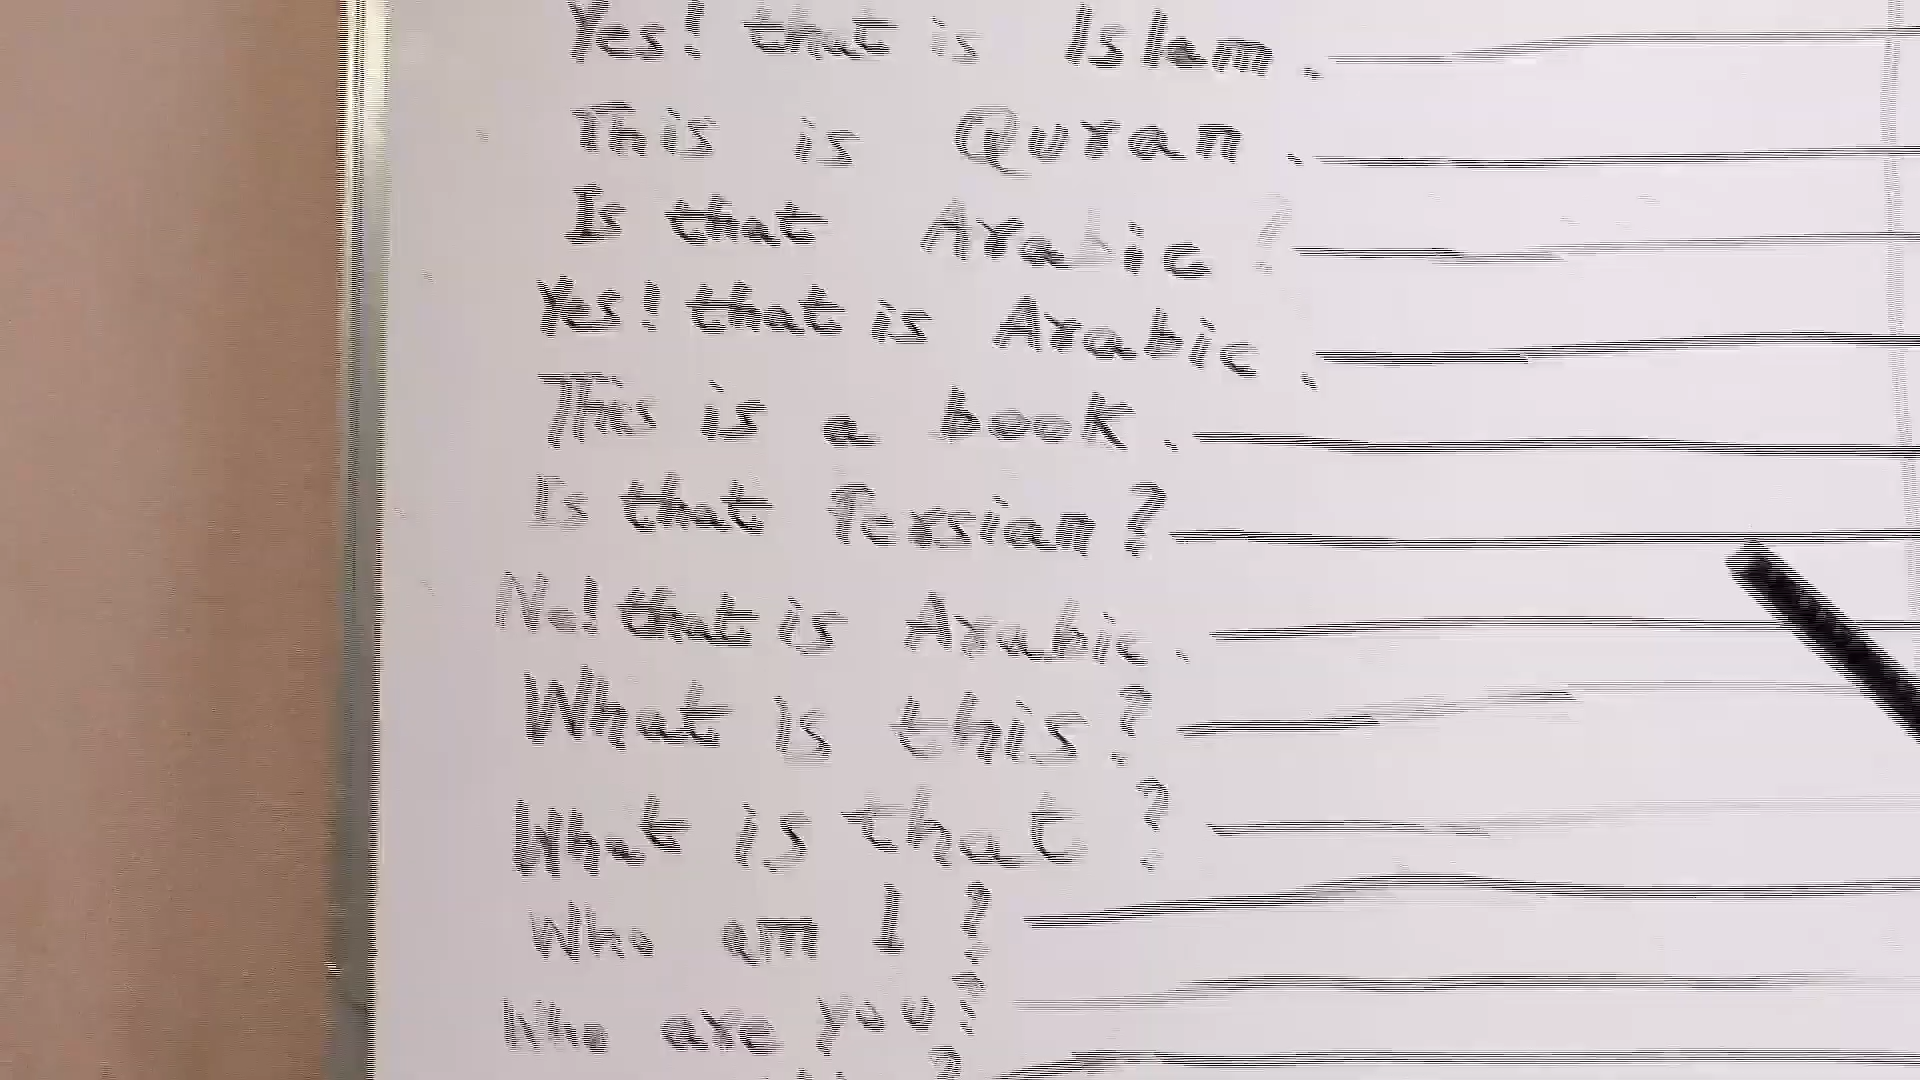 Yes! that is Islam.
This is Quran.
Is that Arabic?
Yes! that is Arabic.
This is a book.
Is that Persian?
No! that is Arabic.
What is this?
What is that?
Who am I?
Who are you?